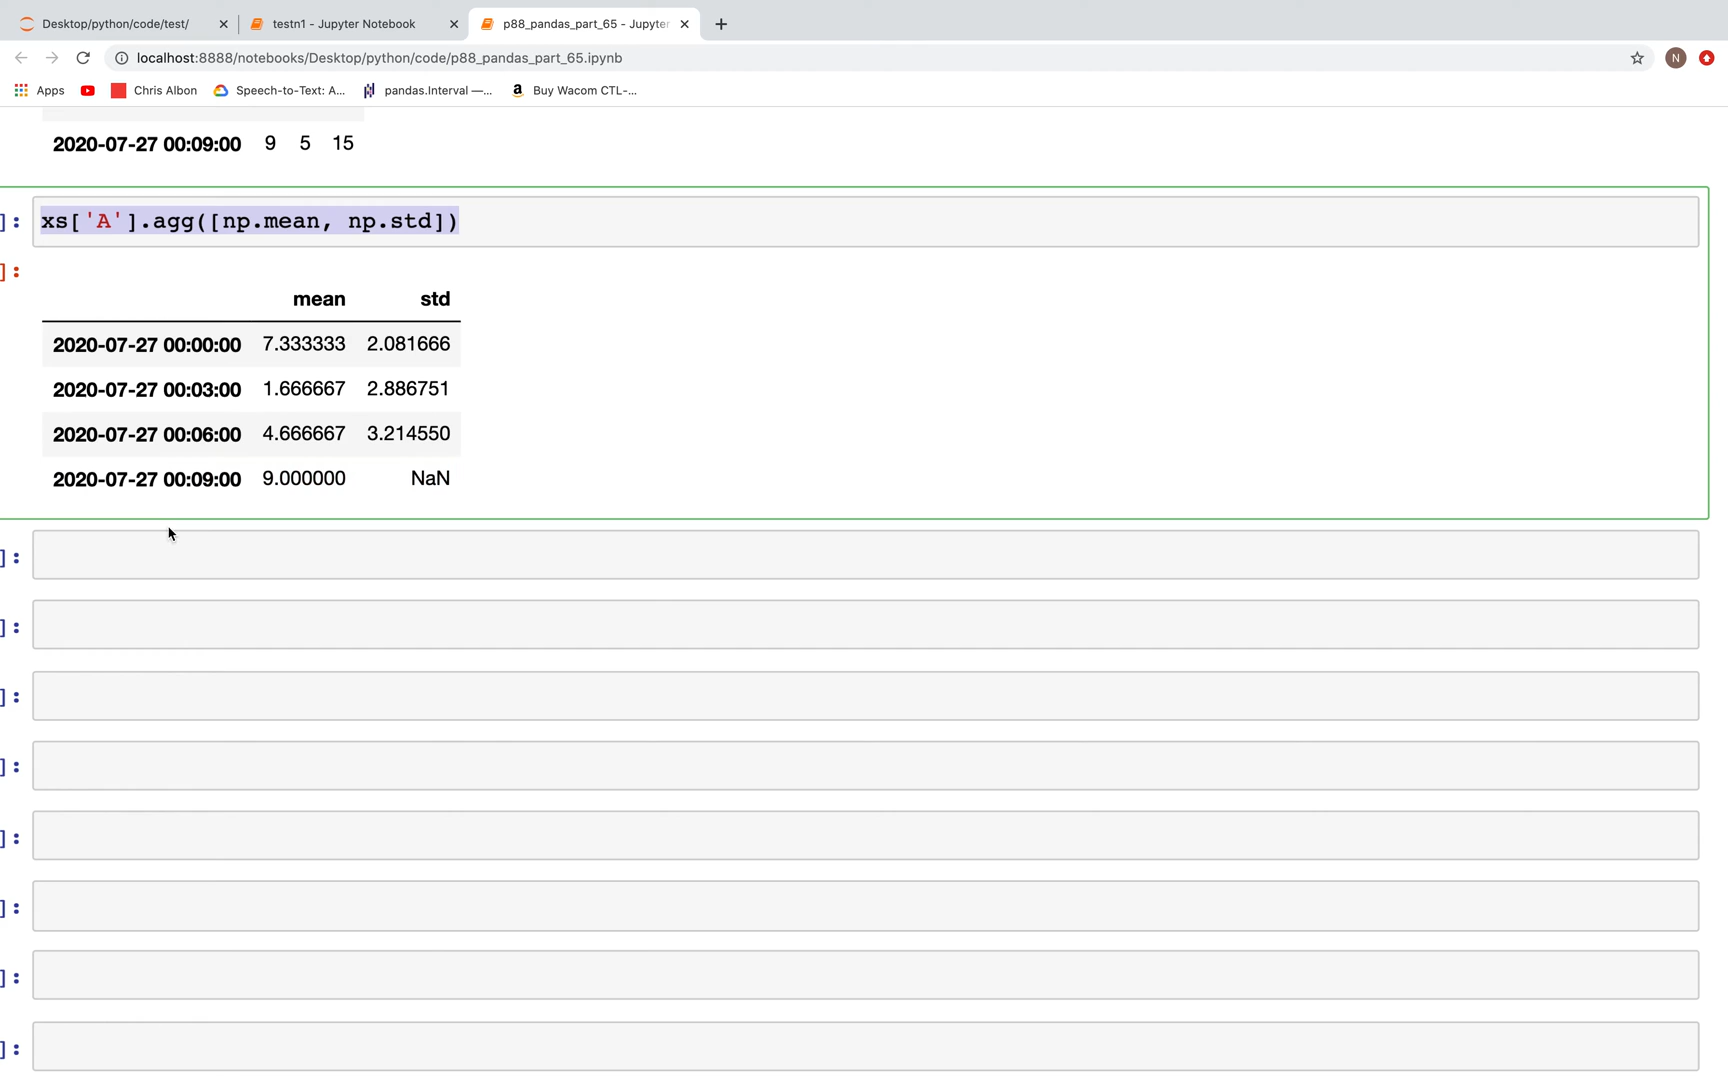 Desktop/python/code/test/
testn1 - Jupyter Notebook
p88_pandas_part_65 - Jupyter
localhost:8888/notebooks/Desktop/python/code/p88_pandas_part_65.ipynb
N
Apps
Chris Albon
Speech-to-Text: A...
pandas.Interval —...
Buy Wacom CTL-...
2020-07-27 00:09:00 9 5 15
]: xs['A'].agg([np.mean, np.std])
]:
mean std
2020-07-27 00:00:00 7.333333 2.081666
2020-07-27 00:03:00 1.666667 2.886751
2020-07-27 00:06:00 4.666667 3.214550
2020-07-27 00:09:00 9.000000 NaN
]:
]:
]:
]:
]:
]:
]:
]: